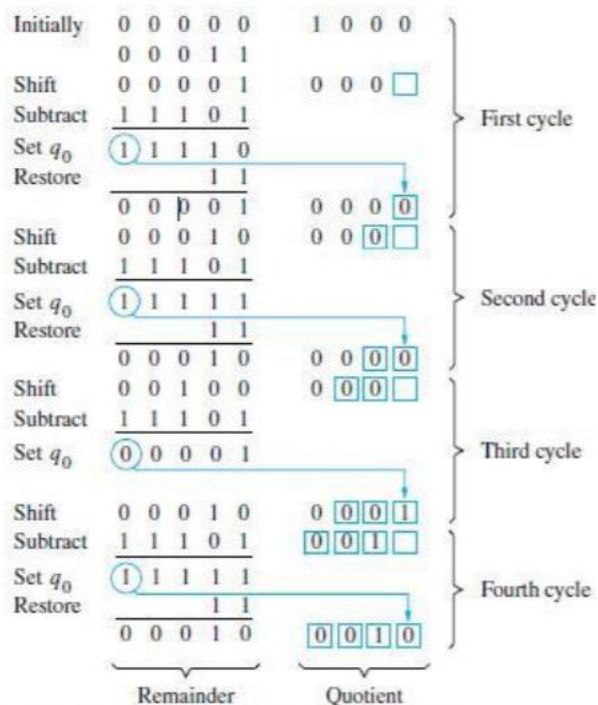 Initially 0 0 0 0 0 1 0 0 0
0 0 0 1 1
Shift 0 0 0 0 1 0 0 0
Subtract 1 1 1 0 1
First cycle
Set q0 1 1 1 1 0
Restore 1 1
0 0 0 0 1 0 0 0 0
Shift 0 0 0 1 0 0 0 0
Subtract 1 1 1 0 1
Set q0 1 1 1 1 1 Second cycle
Restore 1 1
0 0 0 1 0 0 0 0 0
Shift 0 0 1 0 0 0 0 0
Subtract 1 1 1 0 1
Set q0 0 0 0 0 1 Third cycle
Shift 0 0 0 1 0 0 0 0 1
Subtract 1 1 1 0 1 0 0 1
Set q0 1 1 1 1 1 Fourth cycle
Restore 1 1
0 0 0 1 0 0 0 1 0
Remainder Quotient